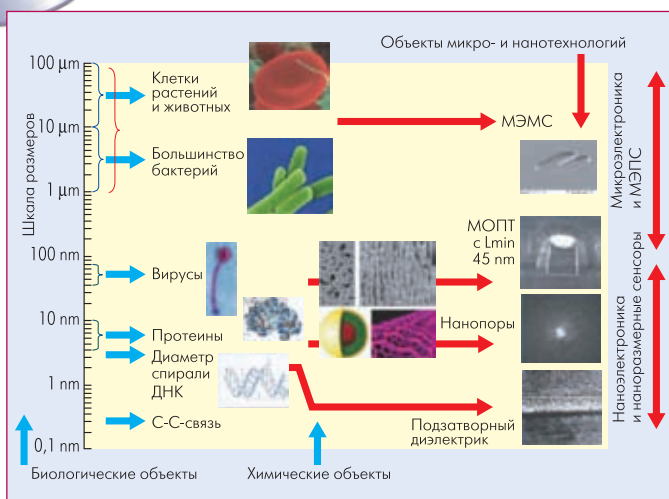 Объекты микро- и нанотехнологий
Шкала размеров
100 µm
10 µm
1 µm
100 nm
10 nm
1 nm
0,1 nm
Клетки
растений
и животных
Большинство
бактерий
Вирусы
Протеины
Диаметр
спирали
ДНК
С-С-связь
МЭМС
МОПТ
с Lmin
45 nm
Нанопоры
Подзатворный
диэлектрик
Микроэлектроника
и МЭПС
Наноэлектроника
и наноразмерные сенсоры
Биологические объекты
Химические объекты